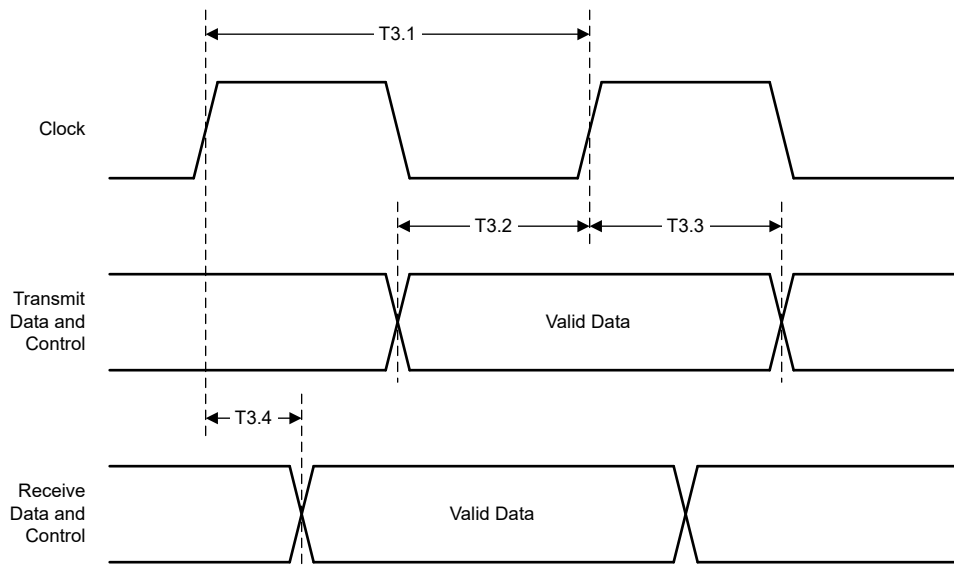 T3.1
Clock
T3.2
T3.3
Transmit
Data and
Control
Valid Data
T3.4
Receive
Data and
Control
Valid Data